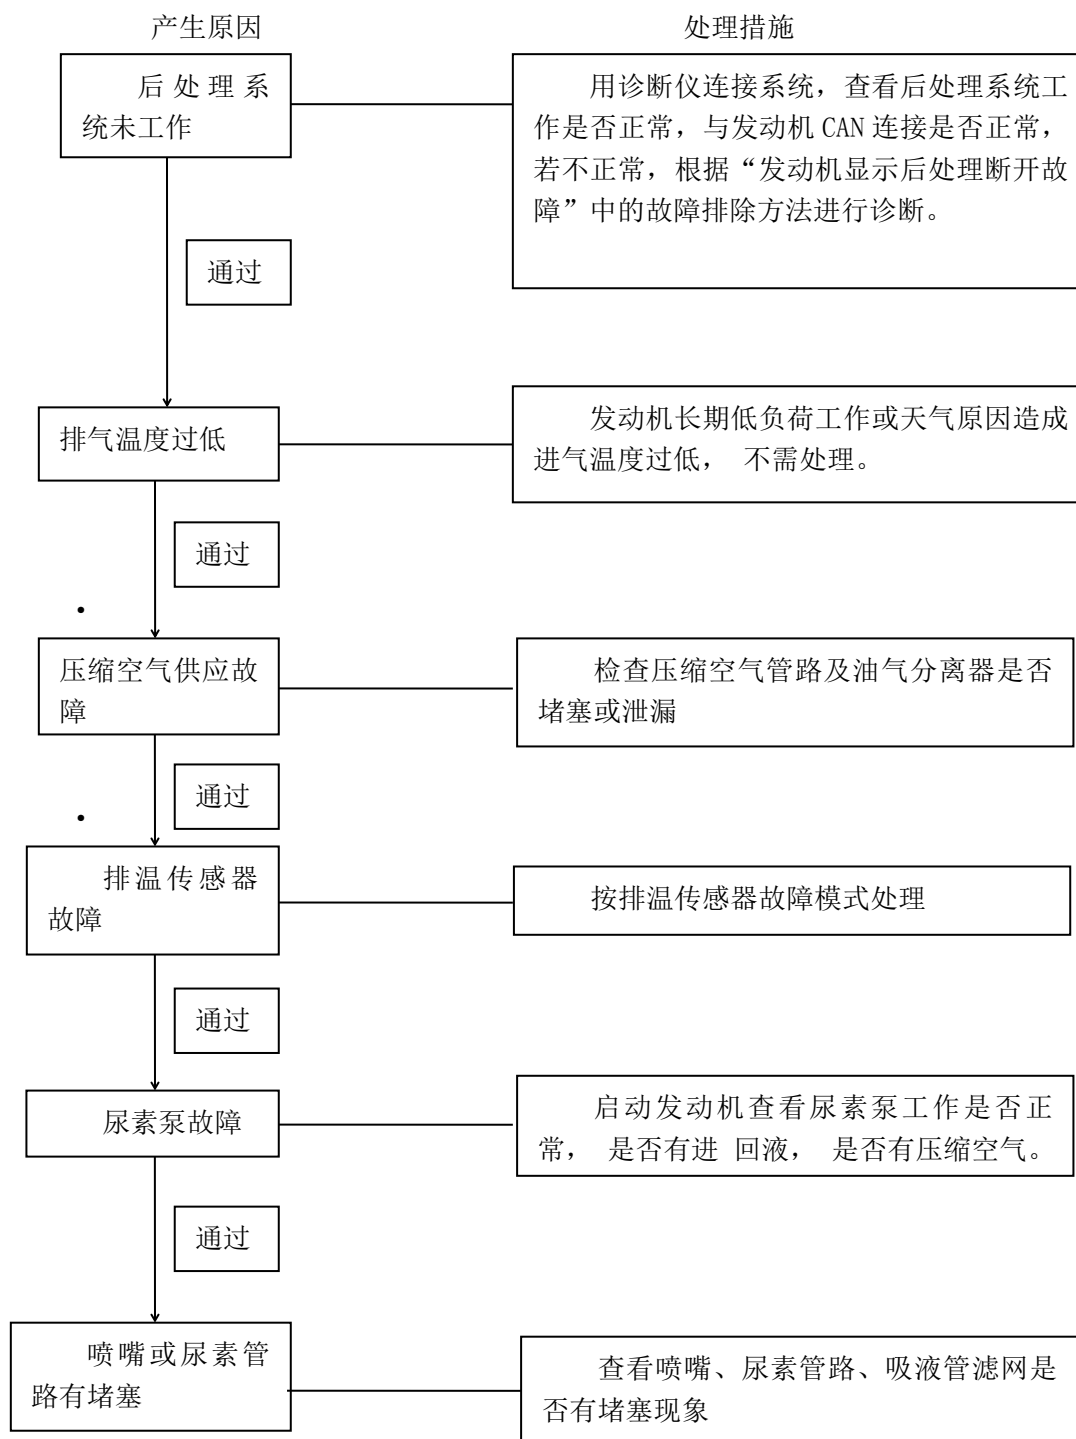 产生原因
处理措施
后处理系
统未工作
用诊断仪连接系统，查看后处理系统工
作是否正常，与发动机 CAN 连接是否正常，
若不正常，根据“发动机显示后处理断开故
障”中的故障排除方法进行诊断。
通过
排气温度过低
发动机长期低负荷工作或天气原因造成
进气温度过低， 不需处理。
通过
压缩空气供应故
障
检查压缩空气管路及油气分离器是否
堵塞或泄漏
通过
排温传感器
故障
按排温传感器故障模式处理
通过
尿素泵故障
启动发动机查看尿素泵工作是否正
常， 是否有进 回液， 是否有压缩空气。
通过
喷嘴或尿素管
路有堵塞
查看喷嘴、尿素管路、吸液管滤网是
否有堵塞现象